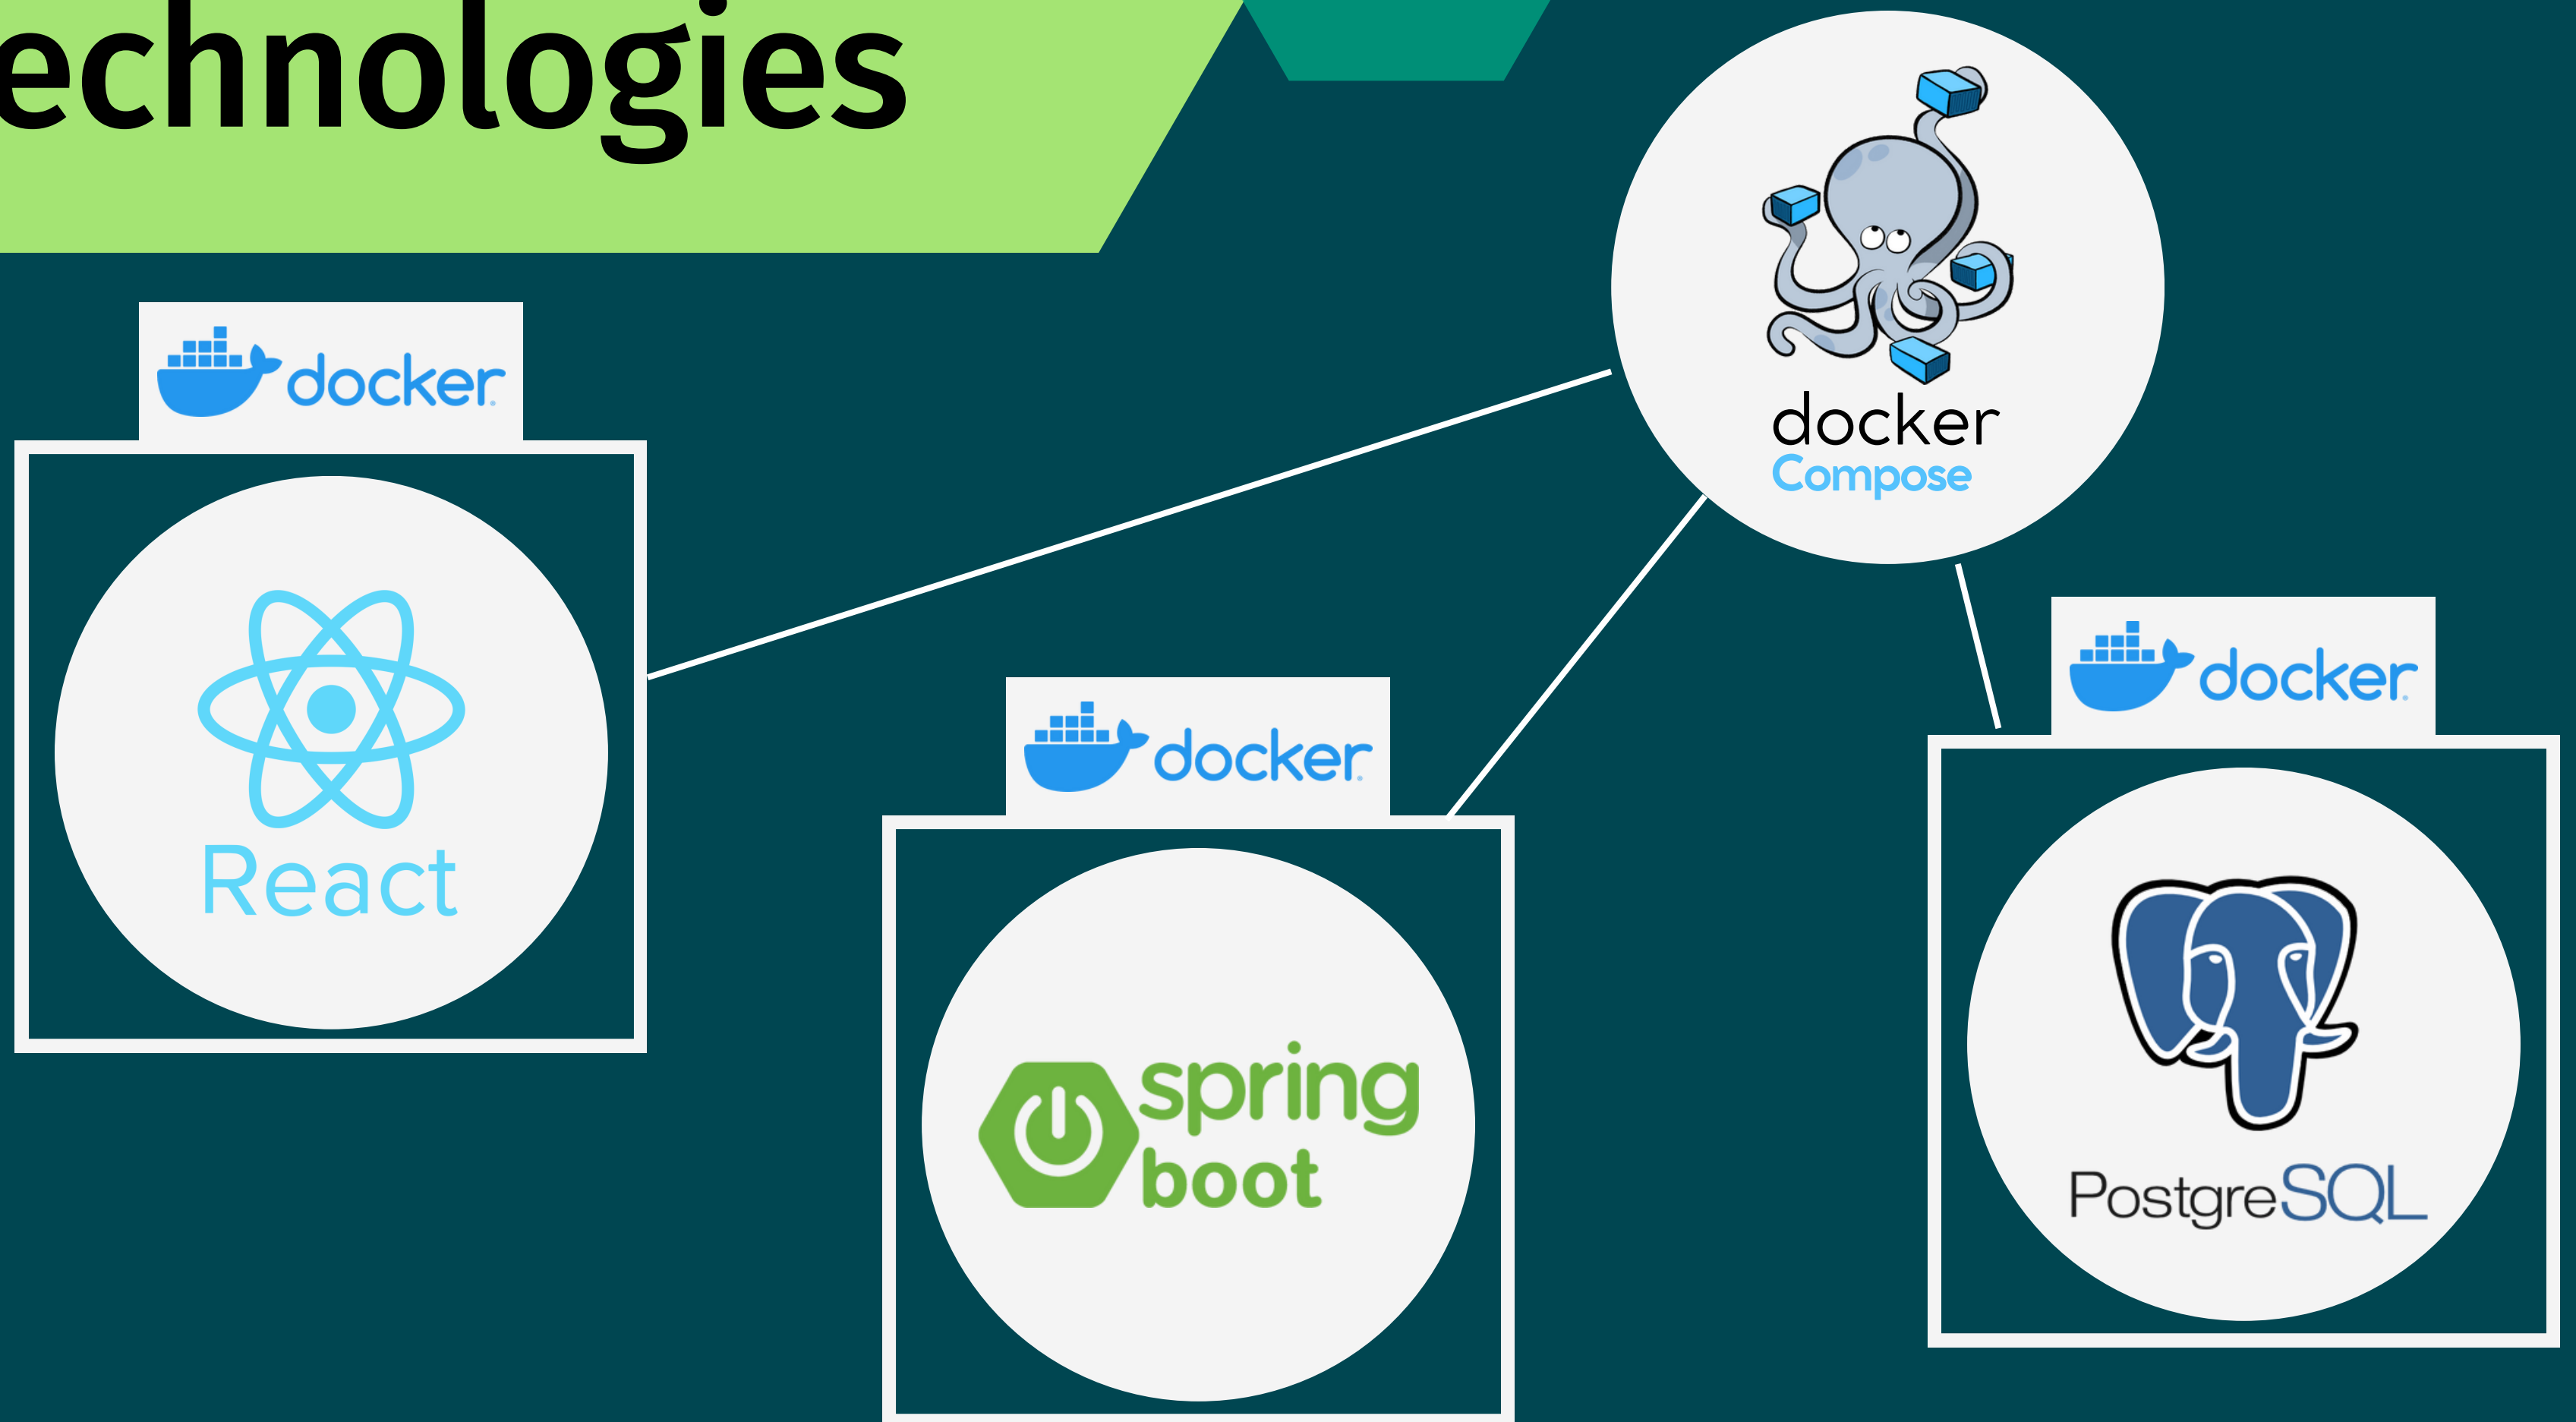 echnologies
docker
Compose
docker
React
docker
spring
boot
docker
PostgreSQL